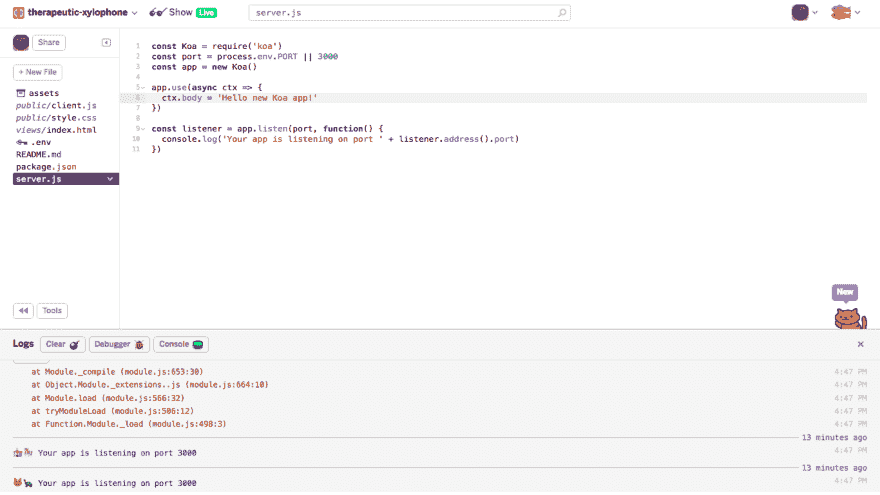 therapeutic-xylophone Show Live server.js
Share
+ New File
assets
public/client.js
public/style.css
views/index.html
.env
README.md
package.json
server.js
1 const Koa = require('koa')
2 const port = process.env.PORT || 3000
3 const app = new Koa()
4
5 app.use(async ctx => {
6 ctx.body = 'Hello new Koa app!'
7 })
8
9 const listener = app.listen(port, function() {
10 console.log('Your app is listening on port ' + listener.address().port)
11 })
Tools
New
Logs Clear Debugger Console
at Module._compile (module.js:653:30) 4:47 PM
at Object.Module._extensions..js (module.js:664:10) 4:47 PM
at Module.load (module.js:566:32) 4:47 PM
at tryModuleLoad (module.js:506:12) 4:47 PM
at Function.Module._load (module.js:498:3) 4:47 PM
13 minutes ago
Your app is listening on port 3000 4:47 PM
13 minutes ago
Your app is listening on port 3000 4:47 PM